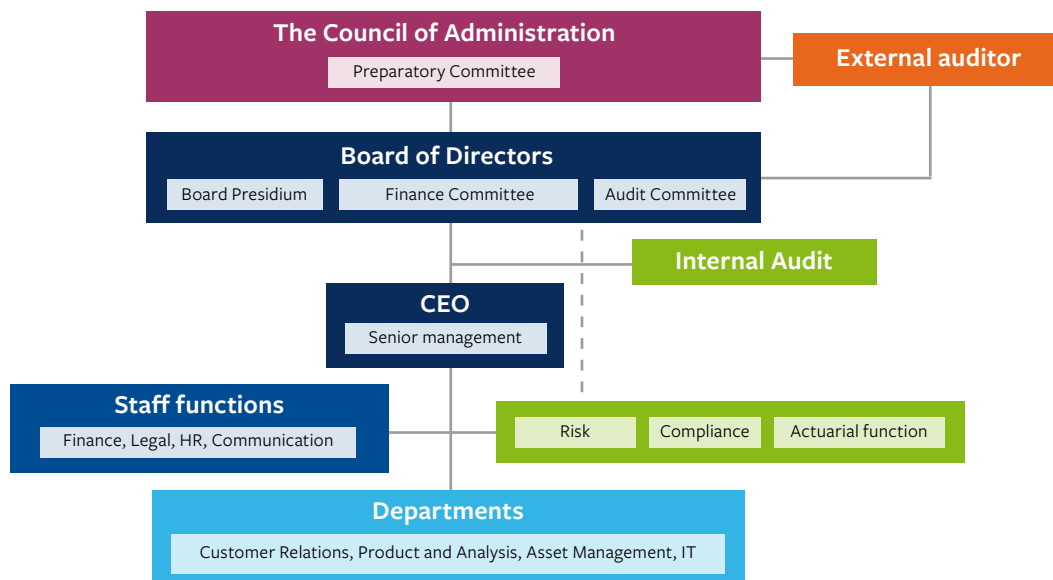 The Council of Administration
Preparatory Committee
External auditor
Board of Directors
Board Presidium
Finance Committee
Audit Committee
Internal Audit
CEO
Senior management
Staff functions
Finance, Legal, HR, Communication
Risk
Compliance
Actuarial function
Departments
Customer Relations, Product and Analysis, Asset Management, IT